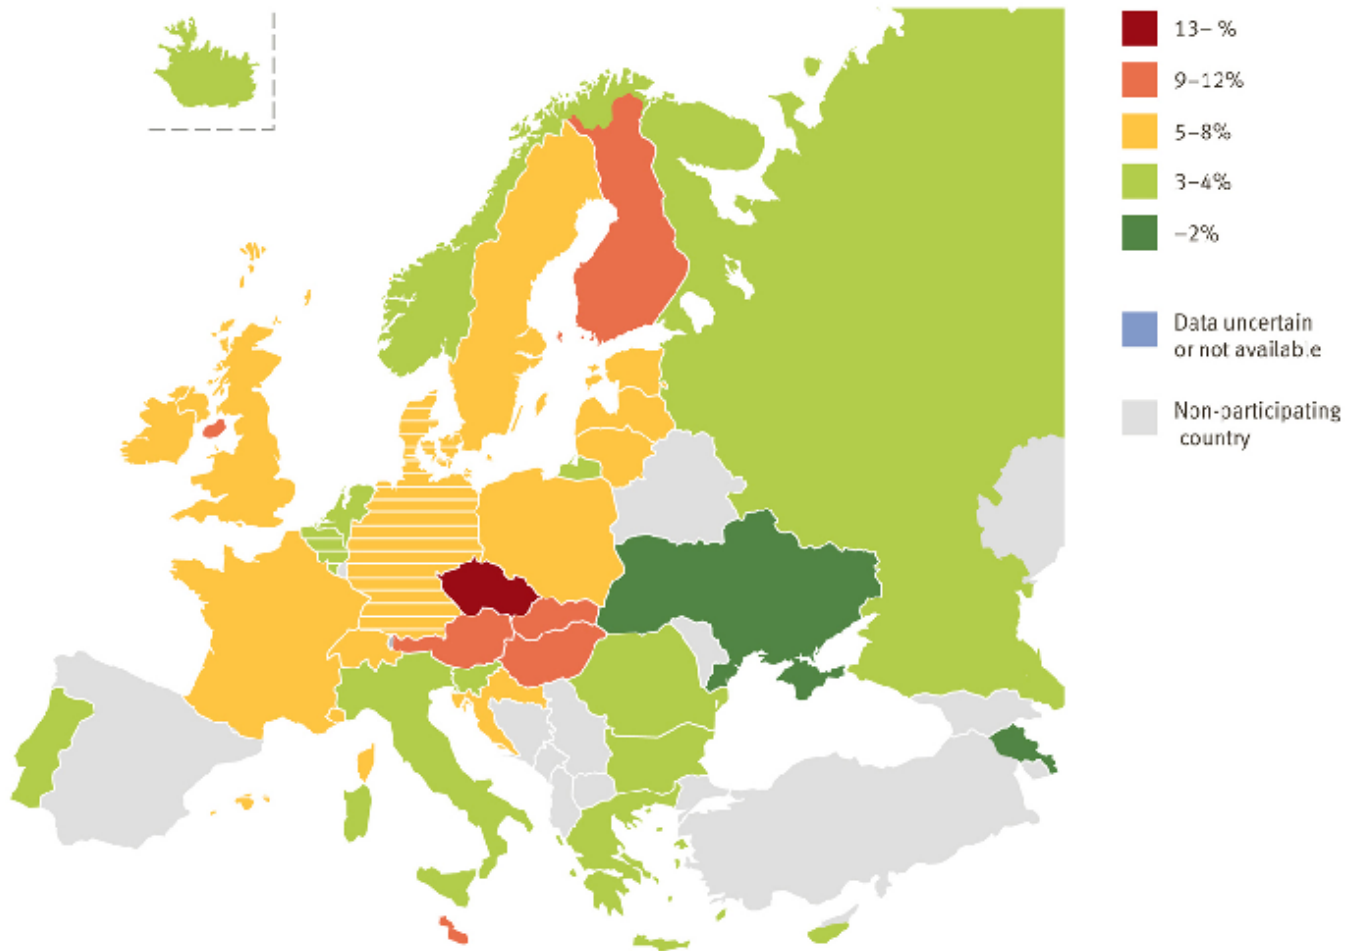 13– %
9–12%
5–8%
3–4%
–2%
Data uncertain
or not available
Non-participating
country